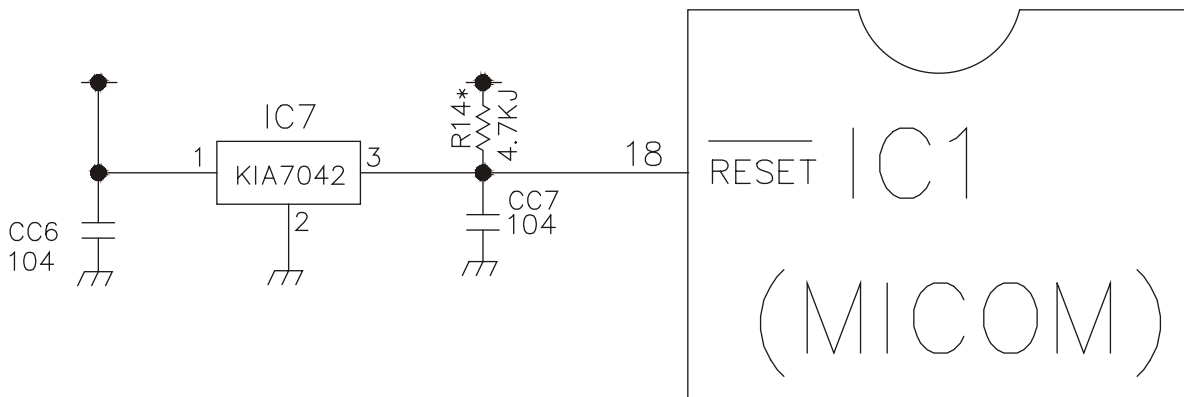 IC7
1
KIA7042
3
2
CC6
104
R14*
4.7KJ
CC7
104
18
RESET
IC1
(MICOM)